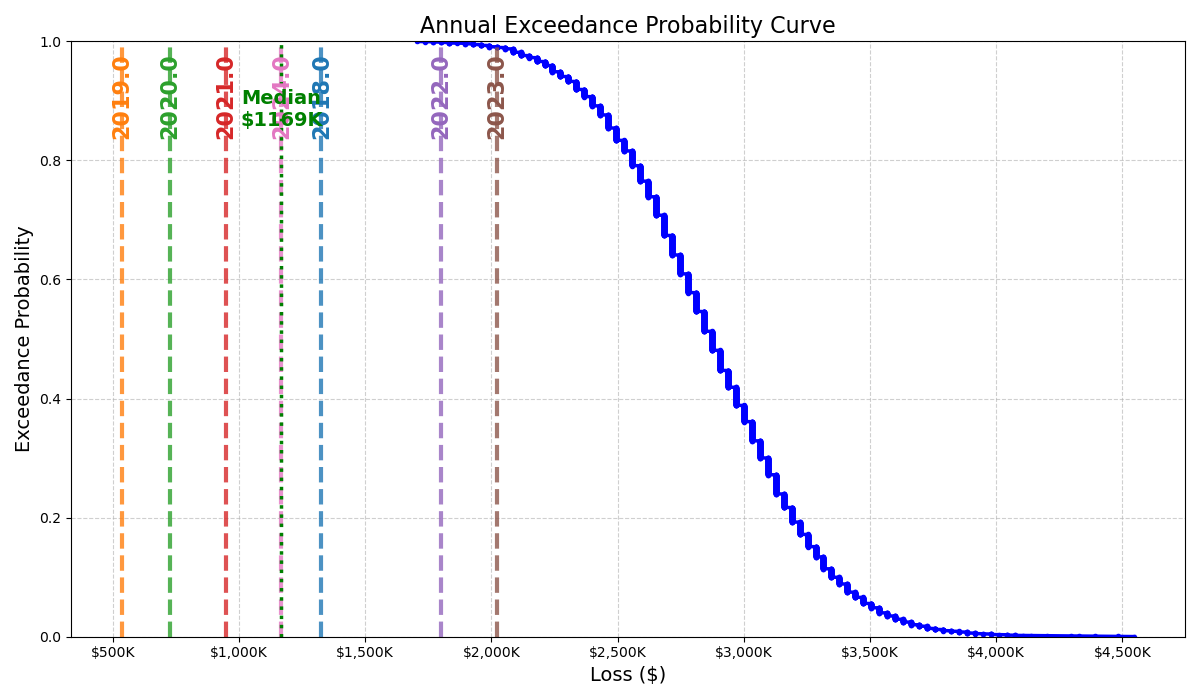 Annual Exceedance Probability Curve
Exceedance Probability
1.0
0.8
0.6
0.4
0.2
0.0
2019.0
2020.0
2021.0
2024.0
2018.0
2022.0
2023.0
Median
$1169K
$500K
$1,000K
$1,500K
$2,000K
$2,500K
$3,000K
$3,500K
$4,000K
$4,500K
Loss ($)